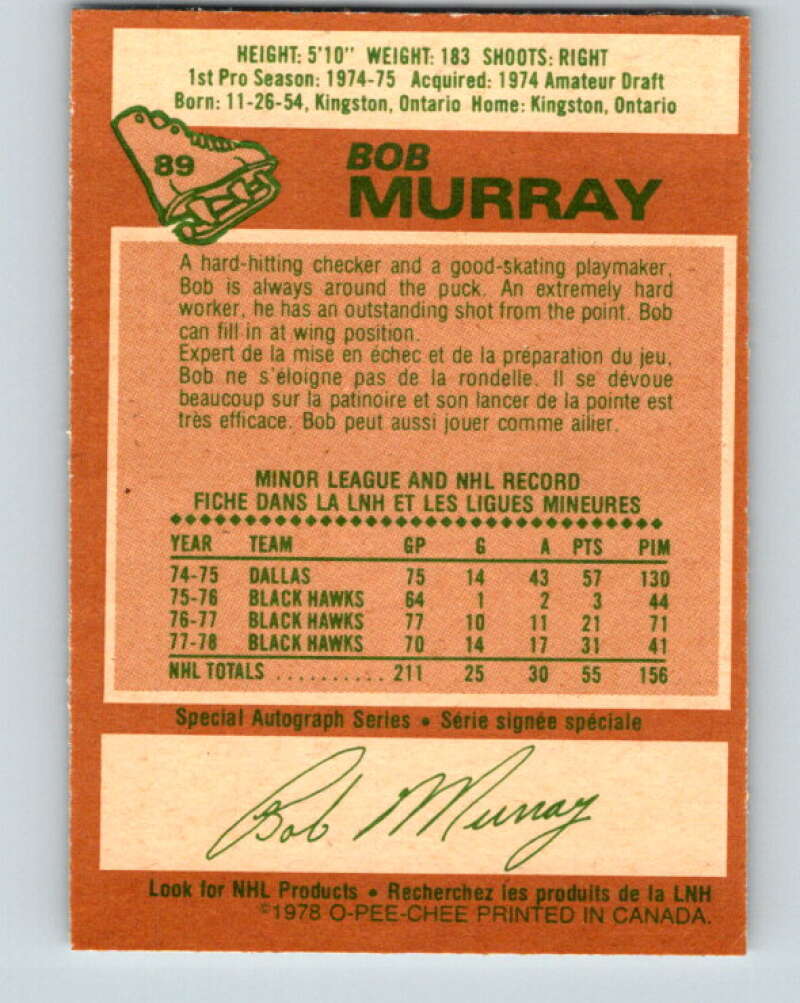 HEIGHT: 5'10" WEIGHT: 183 SHOOTS: RIGHT
1st Pro Season: 1974-75 Acquired: 1974 Amateur Draft
Born: 11-26-54, Kingston, Ontario Home: Kingston, Ontario
89
BOB
MURRAY
A hard-hitting checker and a good-skating playmaker,
Bob is always around the puck. An extremely hard
worker, he has an outstanding shot from the point. Bob
can fill in at wing position.
Expert de la mise en échec et de la préparation du jeu,
Bob ne s'éloigne pas de la rondelle. Il se dévoue
beaucoup sur la patinoire et son lancer de la pointe est
très efficace. Bob peut aussi jouer comme ailier.
MINOR LEAGUE AND NHL RECORD
FICHE DANS LA LNH ET LES LIGUES MINEURES
YEAR TEAM GP G A PTS PIM
74-75 DALLAS 75 14 43 57 130
75-76 BLACK HAWKS 64 1 2 3 44
76-77 BLACK HAWKS 77 10 11 21 71
77-78 BLACK HAWKS 70 14 17 31 41
NHL TOTALS .......... 211 25 30 55 156
Special Autograph Series • Série signée spéciale
Bob Murray
Look for NHL Products • Recherchez les produits de la LNH
©1978 O-PEE-CHEE PRINTED IN CANADA.